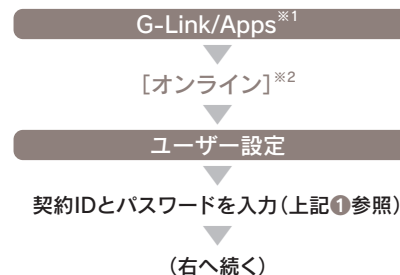 G-Link/Apps※1
[オンライン]※2
ユーザー設定
契約IDとパスワードを入力(上記❶参照)
(右へ続く)